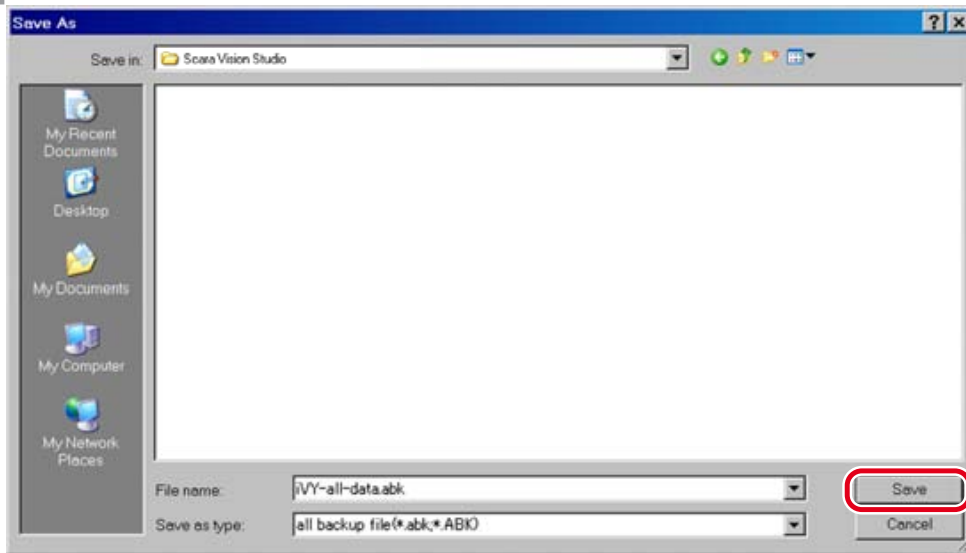 Save As
Save in:
Scara Vision Studio
My Recent
Documents
Desktop
My Documents
My Computer
My Network
Places
File name:
iVY-all-data.abk
Save
Save as type:
all backup file(*.abk;*.ABK)
Cancel